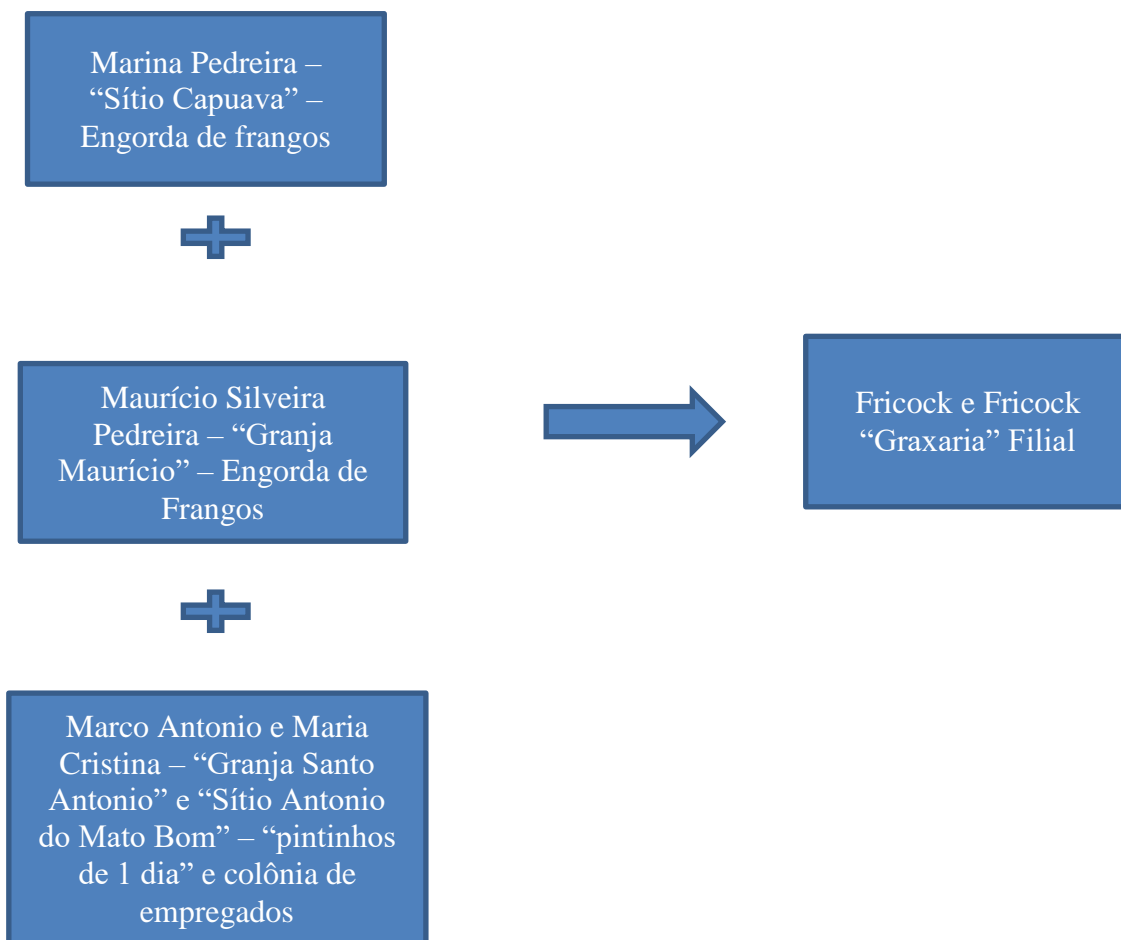 Marina Pedreira –
“Sítio Capuava” –
Engorda de frangos
Maurício Silveira
Pedreira – “Granja
Maurício” – Engorda de
Frangos
Fricock e Fricock
“Graxaria” Filial
Marco Antonio e Maria
Cristina – “Granja Santo
Antonio” e “Sítio Antonio
do Mato Bom” – “pintinhos
de 1 dia” e colônia de
empregados